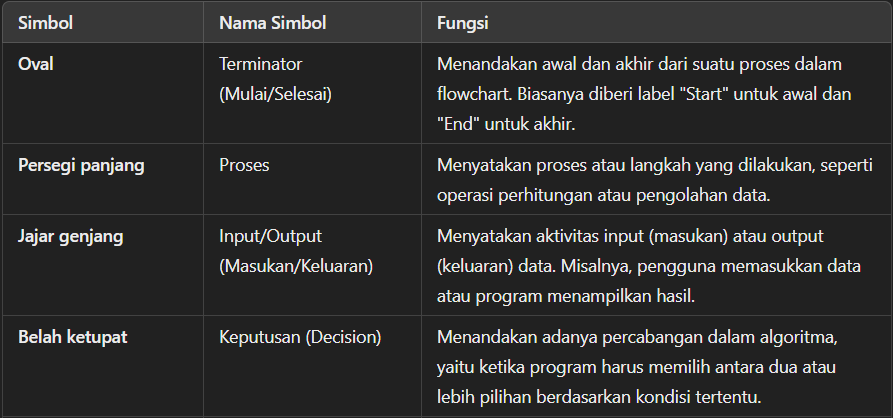 Simbol Nama Simbol Fungsi
Oval Terminator Menandakan awal dan akhir dari suatu proses dalam
(Mulai/Selesai) flowchart. Biasanya diberi label "Start" untuk awal dan
"End" untuk akhir.
Persegi panjang Proses Menyatakan proses atau langkah yang dilakukan, seperti
operasi perhitungan atau pengolahan data.
Jajar genjang Input/Output Menyatakan aktivitas input (masukan) atau output
(Masukan/Keluaran) (keluaran) data. Misalnya, pengguna memasukkan data
atau program menampilkan hasil.
Belah ketupat Keputusan (Decision) Menandakan adanya percabangan dalam algoritma,
yaitu ketika program harus memilih antara dua atau
lebih pilihan berdasarkan kondisi tertentu.